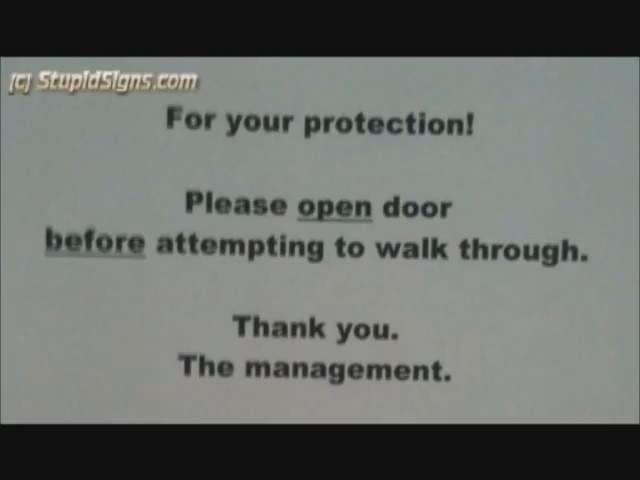 (c) StupidSigns.com
For your protection!
Please open door
before attempting to walk through.
Thank you.
The management.